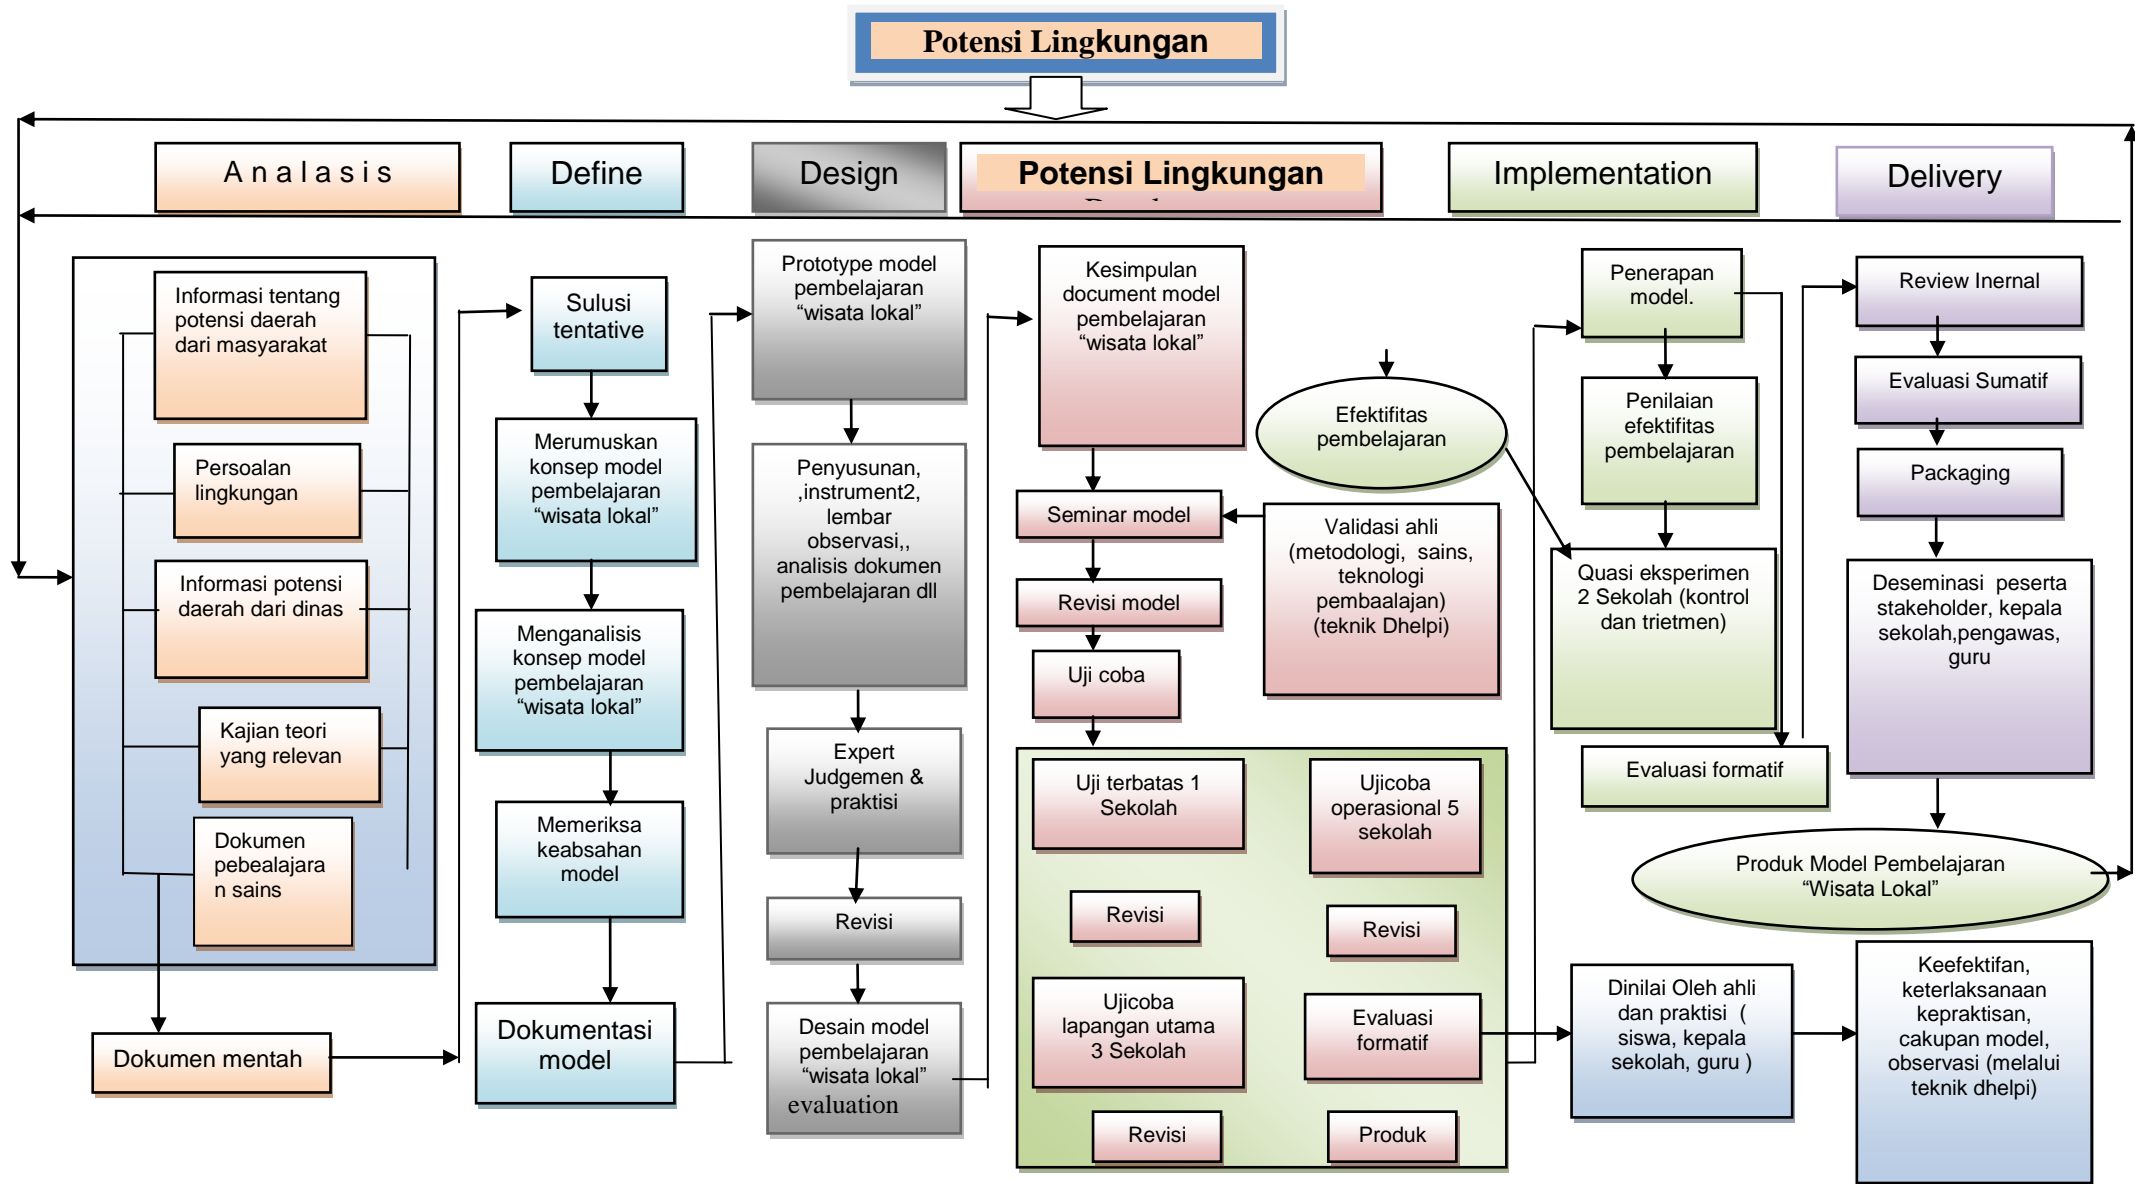 Potensi Lingkungan
Analasis
Define
Design
Potensi Lingkungan
Implementation
Delivery
Informasi tentang
potensi daerah
dari masyarakat
Persoalan
lingkungan
Informasi potensi
daerah dari dinas
Kajian teori
yang relevan
Dokumen
pebealajara
n sains
Dokumen mentah
Sulusi
tentative
Merumuskan
konsep model
pembelajaran
“wisata lokal”
Menganalisis
konsep model
pembelajaran
“wisata lokal”
Memeriksa
keabsahan
model
Dokumentasi
model
Prototype model
pembelajaran
“wisata lokal”
Penyusunan,
,instrument2,
lembar
observasi,,
analisis dokumen
pembelajaran dll
Expert
Judgemen &
praktisi
Revisi
Desain model
pembelajaran
“wisata lokal”
evaluation
Kesimpulan
document model
pembelajaran
“wisata lokal”
Seminar model
Revisi model
Uji coba
Validasi ahli
(metodologi, sains,
teknologi
pembaalajan)
(teknik Dhelpi)
Efektifitas
pembelajaran
Uji terbatas 1
Sekolah
Revisi
Ujicoba
lapangan utama
3 Sekolah
Revisi
Ujicoba
operasional 5
sekolah
Revisi
Evaluasi
formatif
Produk
Penerapan
model.
Penilaian
efektifitas
pembelajaran
Quasi eksperimen
2 Sekolah (kontrol
dan trietmen)
Evaluasi formatif
Dinilai Oleh ahli
dan praktisi (
siswa, kepala
sekolah, guru )
Review Inernal
Evaluasi Sumatif
Packaging
Deseminasi peserta
stakeholder, kepala
sekolah,pengawas,
guru
Produk Model Pembelajaran
“Wisata Lokal”
Keefektifan,
keterlaksanaan
kepraktisan,
cakupan model,
observasi (melalui
teknik dhelpi)